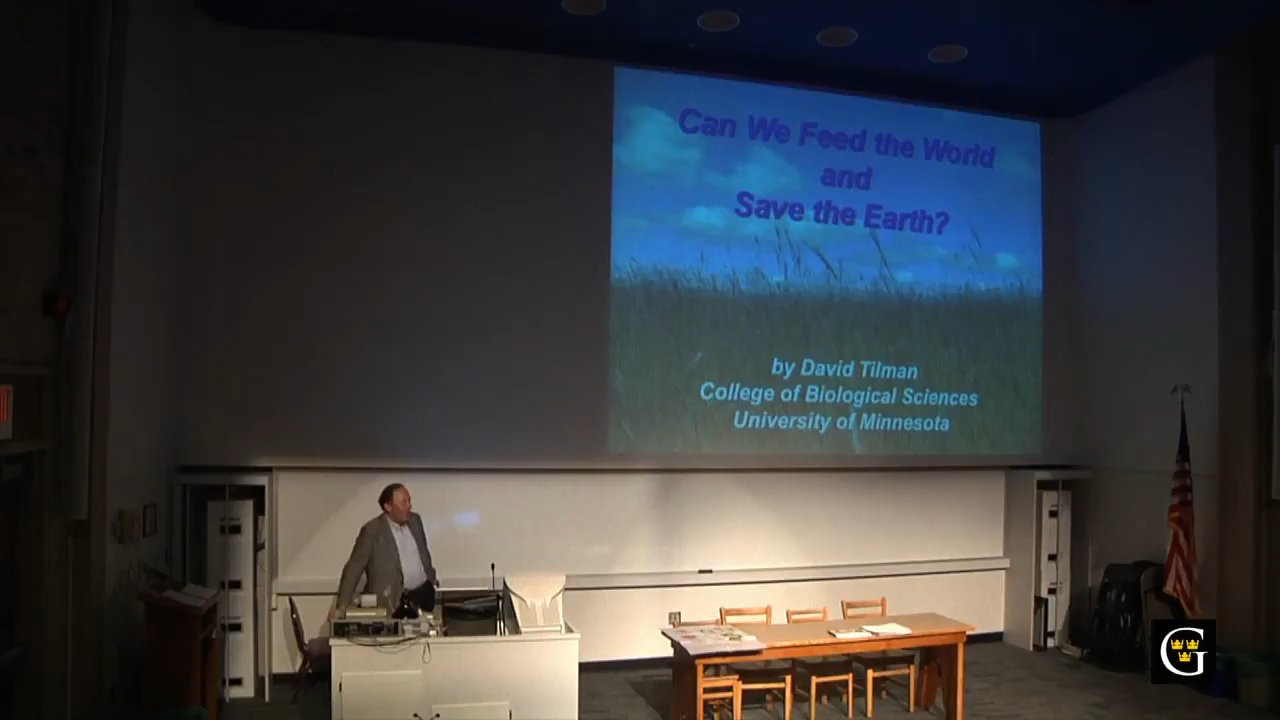 Can We Feed the World
and
Save the Earth?
by David Tilman
College of Biological Sciences
University of Minnesota
G